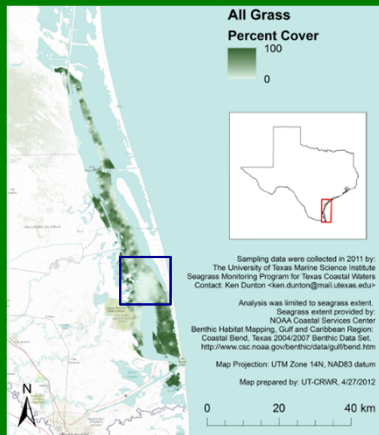 All Grass
Percent Cover
100
0
Sampling data were collected in 2011 by:
The University of Texas Marine Science Institute
Seagrass Monitoring Program for Texas Coastal Waters
Contact: Ken Dunton <ken.dunton@mail.utexas.edu>
Analysis was limited to seagrass extent.
Seagrass extent provided by:
NOAA Coastal Services Center
Benthic Habitat Mapping, Gulf and Caribbean Region:
Coastal Bend, Texas 2004/2007 Benthic Data Set.
http://www.csc.noaa.gov/benthic/data/gulf/bend.htm
Map Projection: UTM Zone 14N, NAD83 datum
Map prepared by: UT-CRWR, 4/27/2012
N
0 20 40 km